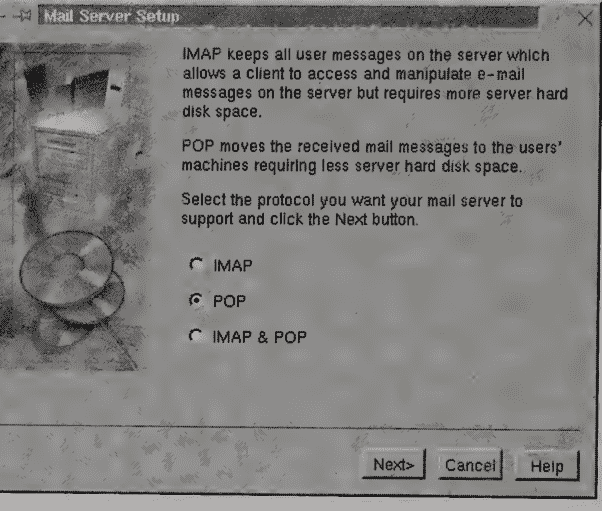 Mail Server Setup
IMAP keeps all user messages on the server which
allows a client to access and manipulate e-mail
messages on the server but requires more server hard
disk space.
POP moves the received mail messages to the users'
machines requiring less server hard disk space.
Select the protocol you want your mail server to
support and click the Next button.
IMAP
POP
IMAP & POP
Next>
Cancel
Help